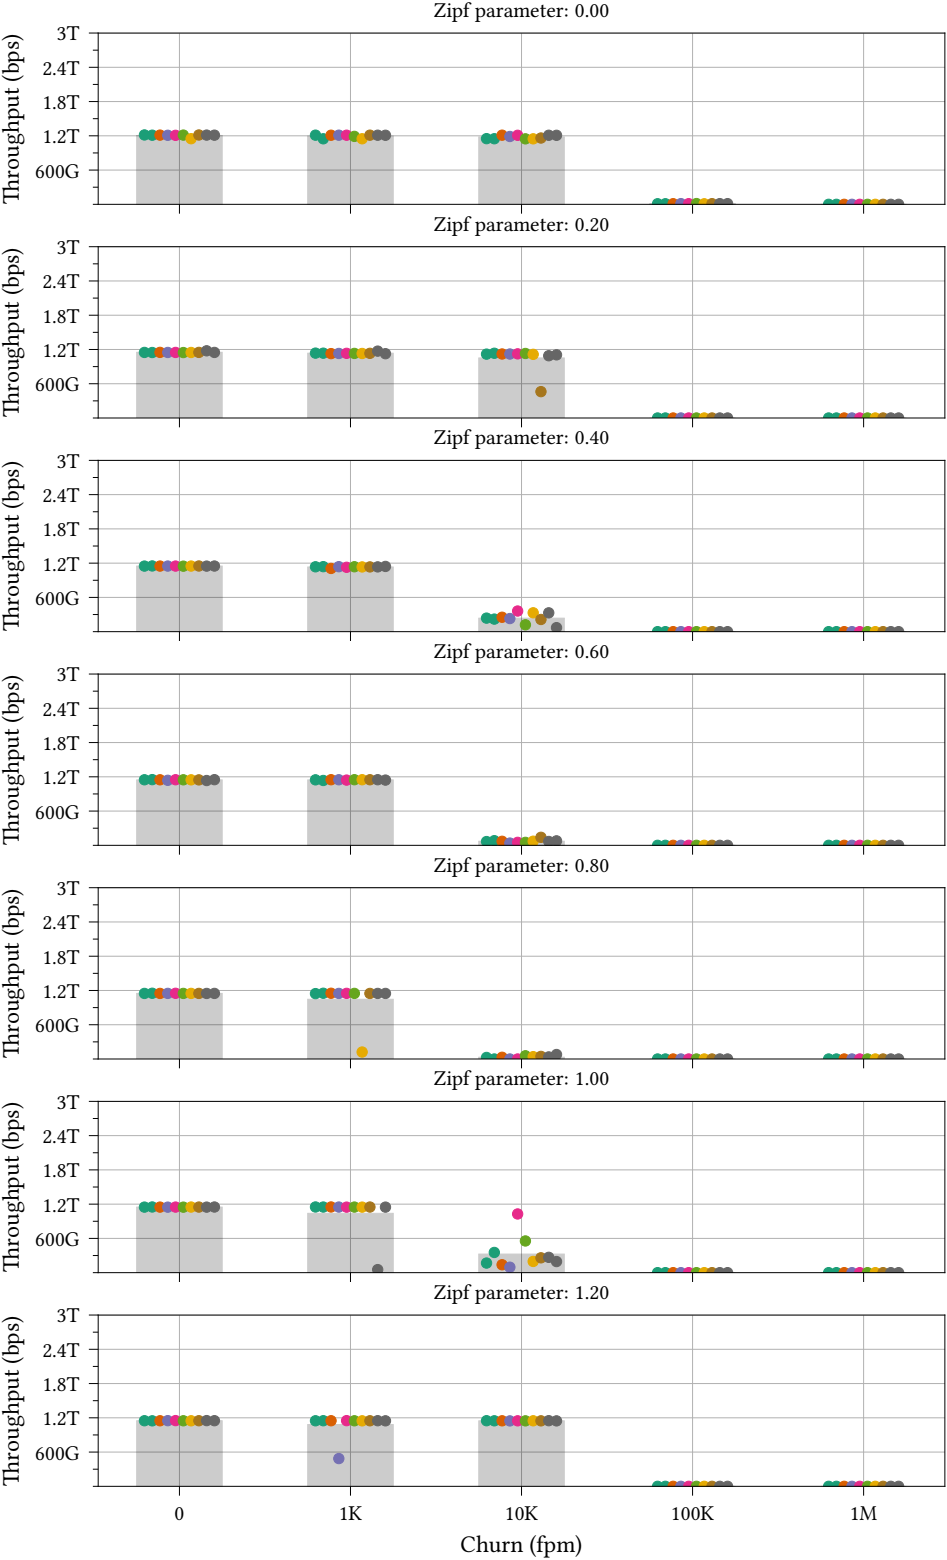 Zipf parameter: 0.00
Throughput (bps)
3T
2.4T
1.8T
1.2T
600G
Zipf parameter: 0.20
Throughput (bps)
3T
2.4T
1.8T
1.2T
600G
Zipf parameter: 0.40
Throughput (bps)
3T
2.4T
1.8T
1.2T
600G
Zipf parameter: 0.60
Throughput (bps)
3T
2.4T
1.8T
1.2T
600G
Zipf parameter: 0.80
Throughput (bps)
3T
2.4T
1.8T
1.2T
600G
Zipf parameter: 1.00
Throughput (bps)
3T
2.4T
1.8T
1.2T
600G
Zipf parameter: 1.20
Throughput (bps)
3T
2.4T
1.8T
1.2T
600G
0 1K 10K 100K 1M
Churn (fpm)